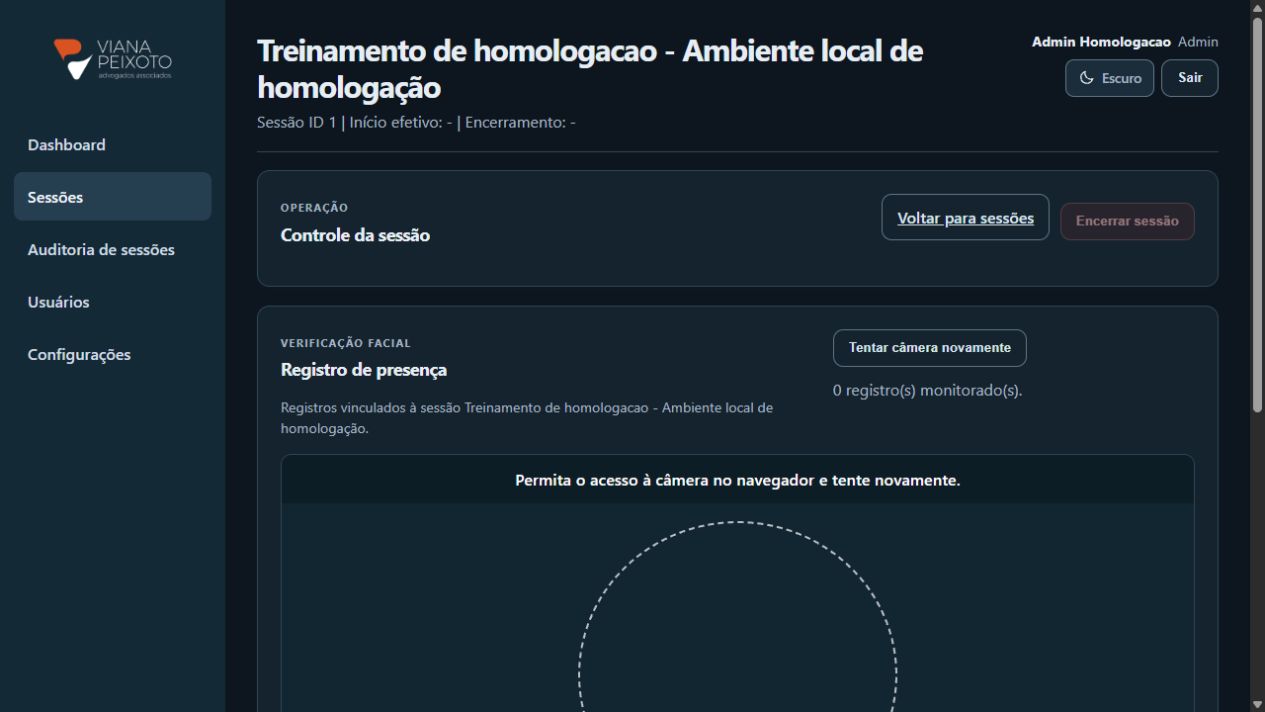 VIANA
PEIXOTO
advogados associados
Dashboard
Sessões
Auditoria de sessões
Usuários
Configurações
Treinamento de homologacao - Ambiente local de
homologação
Sessão ID 1 | Início efetivo: - | Encerramento: -
Admin Homologacao Admin
Escuro
Sair
OPERAÇÃO
Controle da sessão
Voltar para sessões
Encerrar sessão
VERIFICAÇÃO FACIAL
Registro de presença
Registros vinculados à sessão Treinamento de homologacao - Ambiente local de
homologação.
Tentar câmera novamente
0 registro(s) monitorado(s).
Permita o acesso à câmera no navegador e tente novamente.